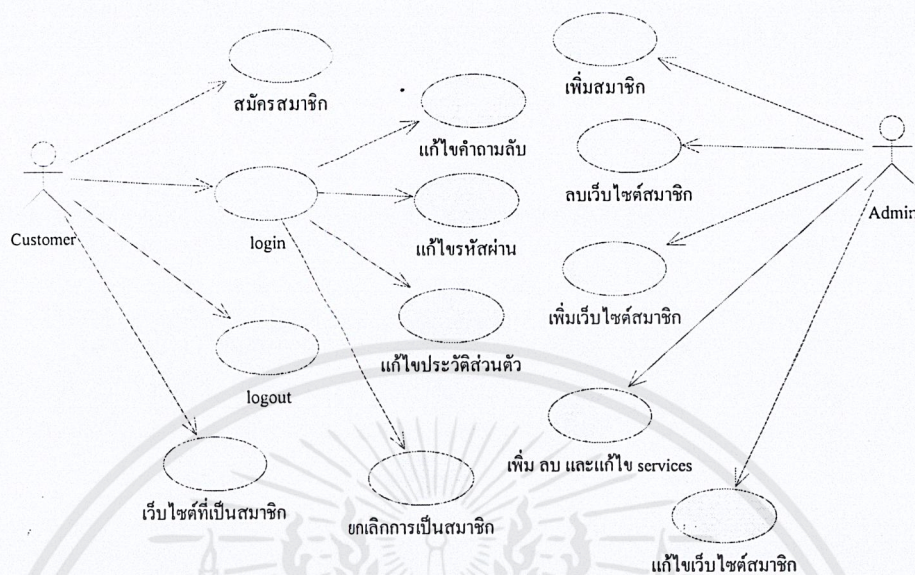 เพิ่มสมาชิก
สมัครสมาชิก
แก้ไขคำถามลับ
ลบเว็บไซต์สมาชิก
Customer
login
แก้ไขรหัสผ่าน
Admin
เพิ่มเว็บไซต์สมาชิก
แก้ไขประวัติส่วนตัว
logout
เพิ่ม ลบ และแก้ไข services
เว็บไซต์ที่เป็นสมาชิก
ยกเลิกการเป็นสมาชิก
แก้ไขเว็บไซต์สมาชิก